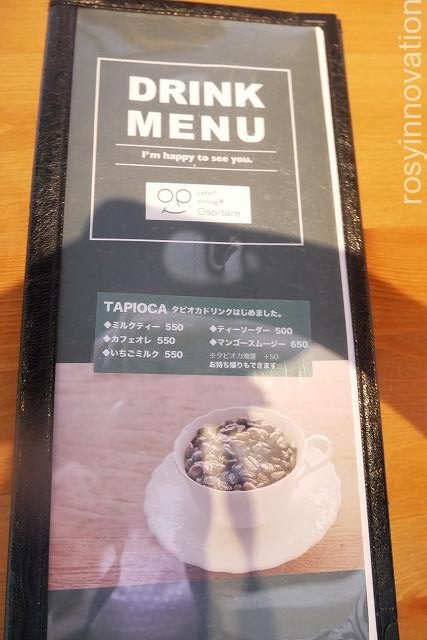 DRINK
MENU
I'm happy to see you.
cafe
dining
Ospitare
TAPIOCA タピオカドリンクはじめました。
◆ミルクティー 550
◆ティーソーダー 500
◆カフェオレ 550
◆マンゴースムージー 650
◆いちごミルク 550
※タピオカ増量 +50
お持ち帰りもできます
rosyinnovation